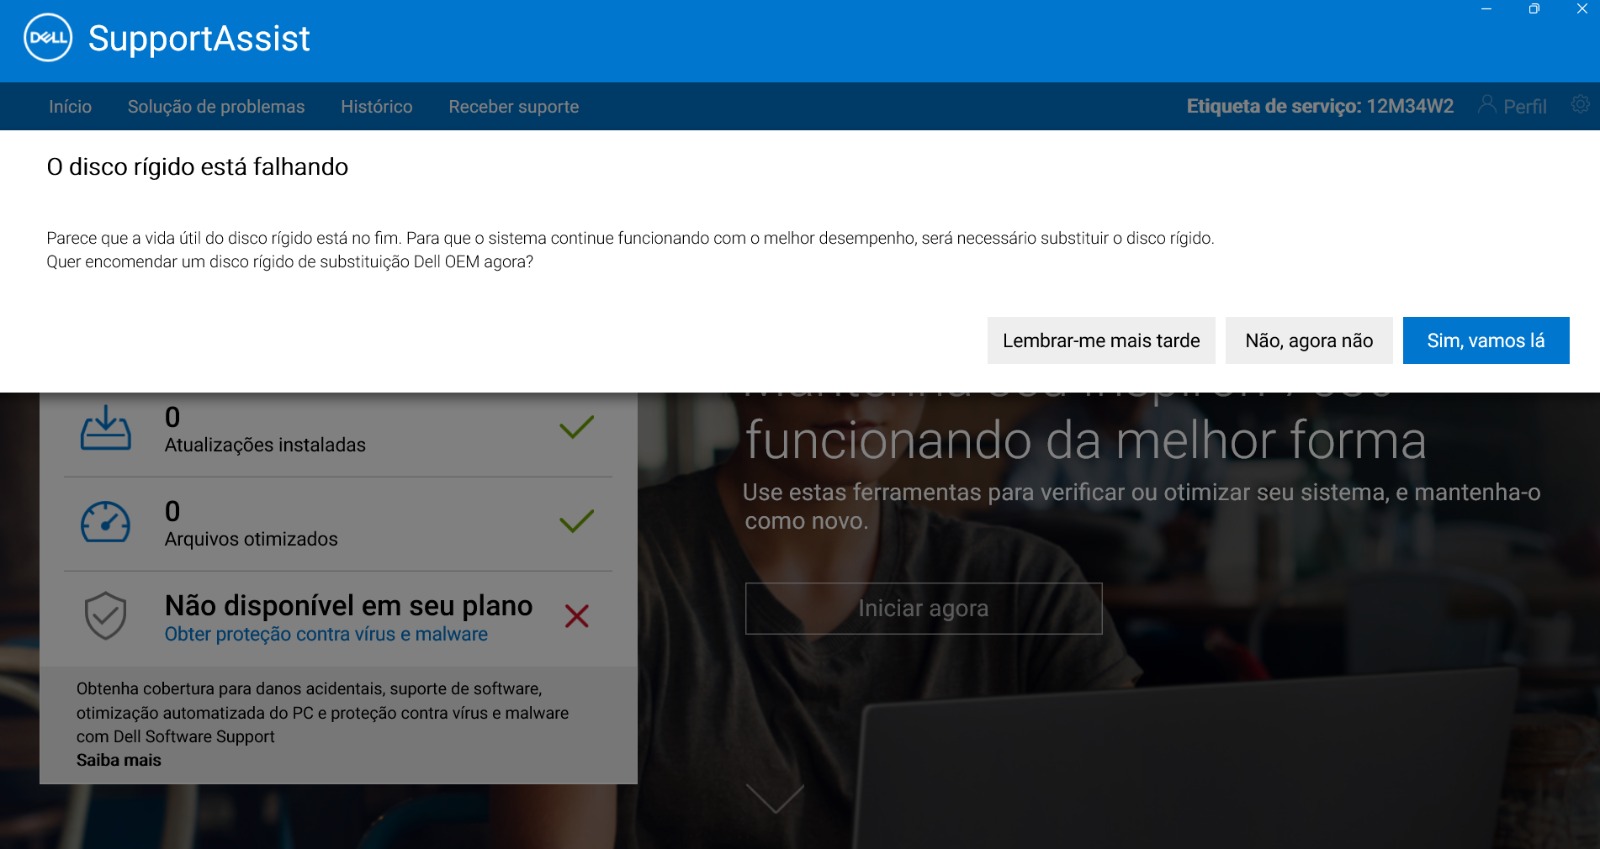 DELL
SupportAssist
Início Solução de problemas Histórico Receber suporte Etiqueta de serviço: 12M34W2 Perfil
O disco rígido está falhando
Parece que a vida útil do disco rígido está no fim. Para que o sistema continue funcionando com o melhor desempenho, será necessário substituir o disco rígido.
Quer encomendar um disco rígido de substituição Dell OEM agora?
Lembrar-me mais tarde Não, agora não Sim, vamos lá
0
Atualizações instaladas
0
Arquivos otimizados
Não disponível em seu plano
Obter proteção contra vírus e malware
Obtenha cobertura para danos acidentais, suporte de software,
otimização automatizada do PC e proteção contra vírus e malware
com Dell Software Support
Saiba mais
Mantenha seu Inspiron
funcionando da melhor forma
Use estas ferramentas para verificar ou otimizar seu sistema, e mantenha-o
como novo.
Iniciar agora